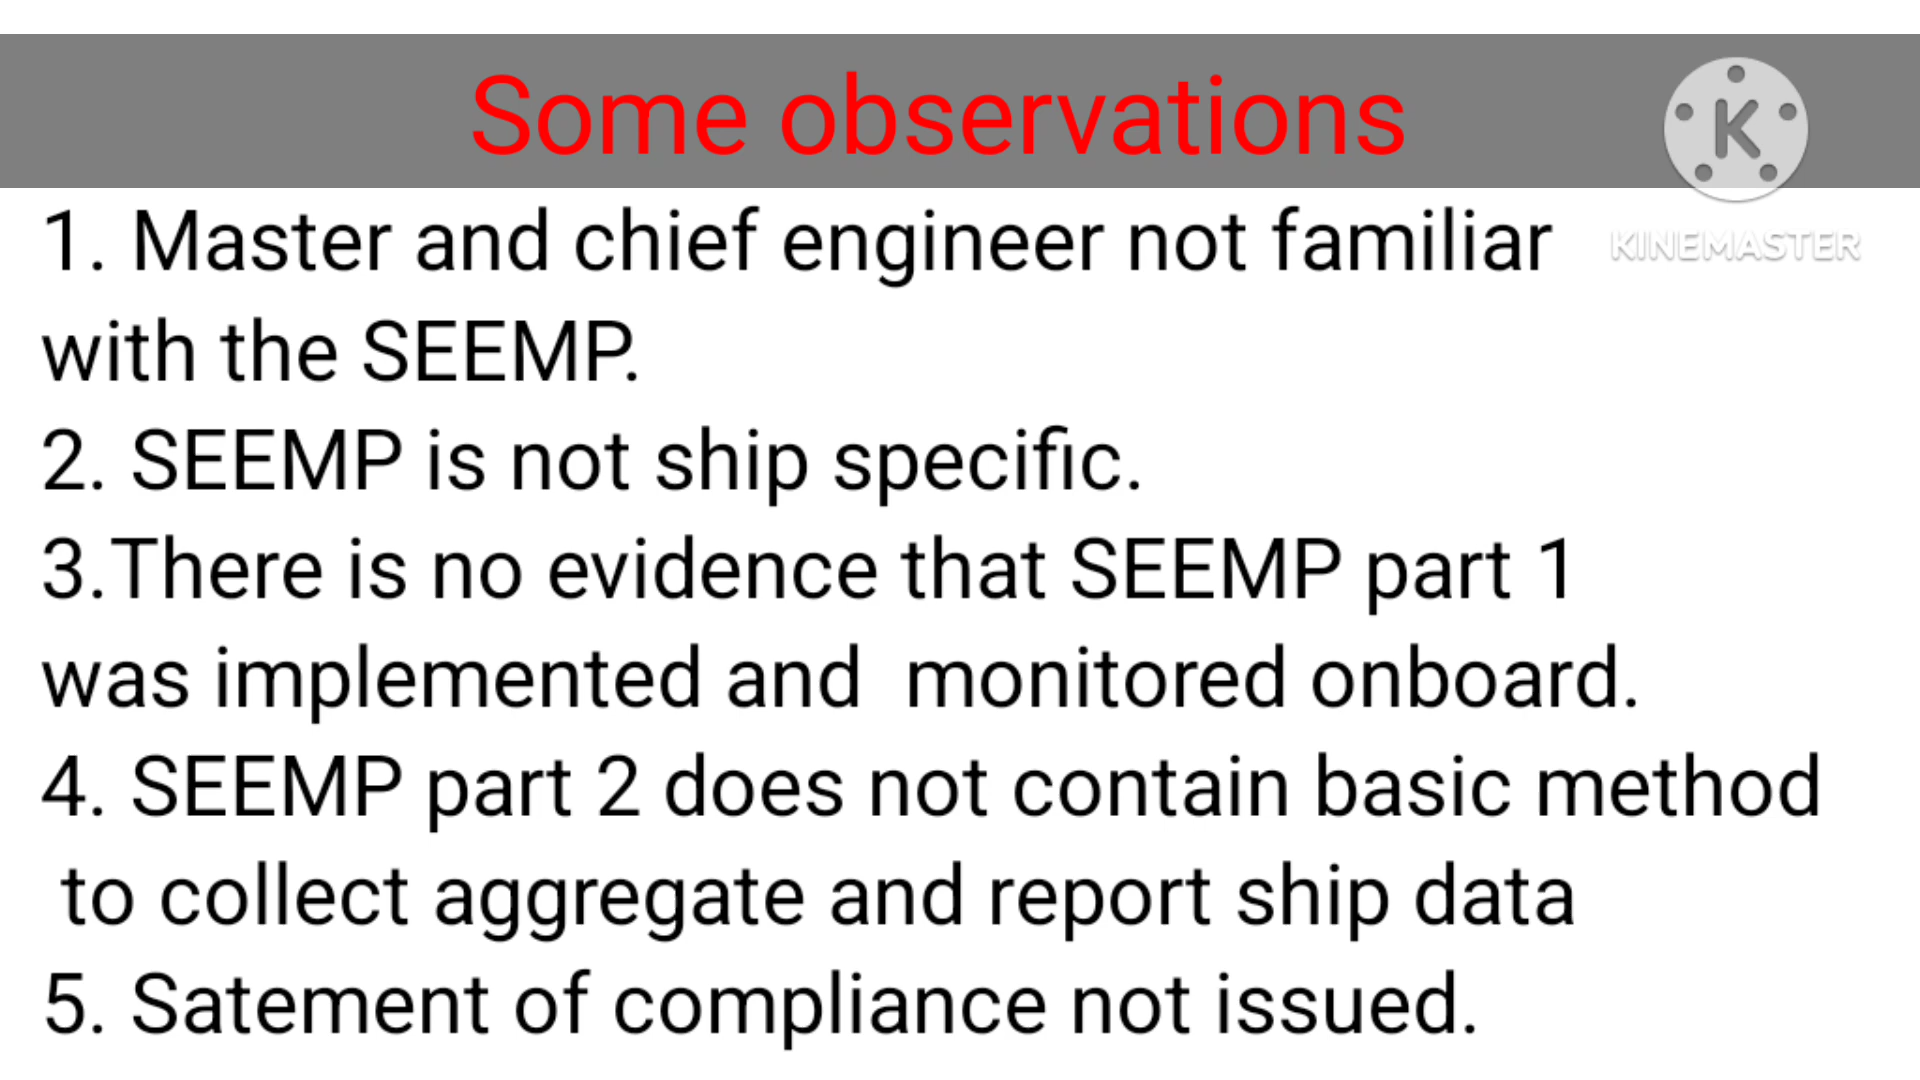 Some observations
K
KINEMASTER
1. Master and chief engineer not familiar
with the SEEMP.
2. SEEMP is not ship specific.
3.There is no evidence that SEEMP part 1
was implemented and  monitored onboard.
4. SEEMP part 2 does not contain basic method
to collect aggregate and report ship data
5. Satement of compliance not issued.